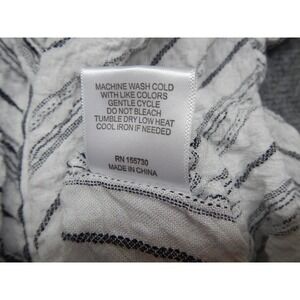 MACHINE WASH COLD
WITH LIKE COLORS
GENTLE CYCLE
DO NOT BLEACH
TUMBLE DRY LOW HEAT
COOL IRON IF NEEDED
RN 155730
MADE IN CHINA